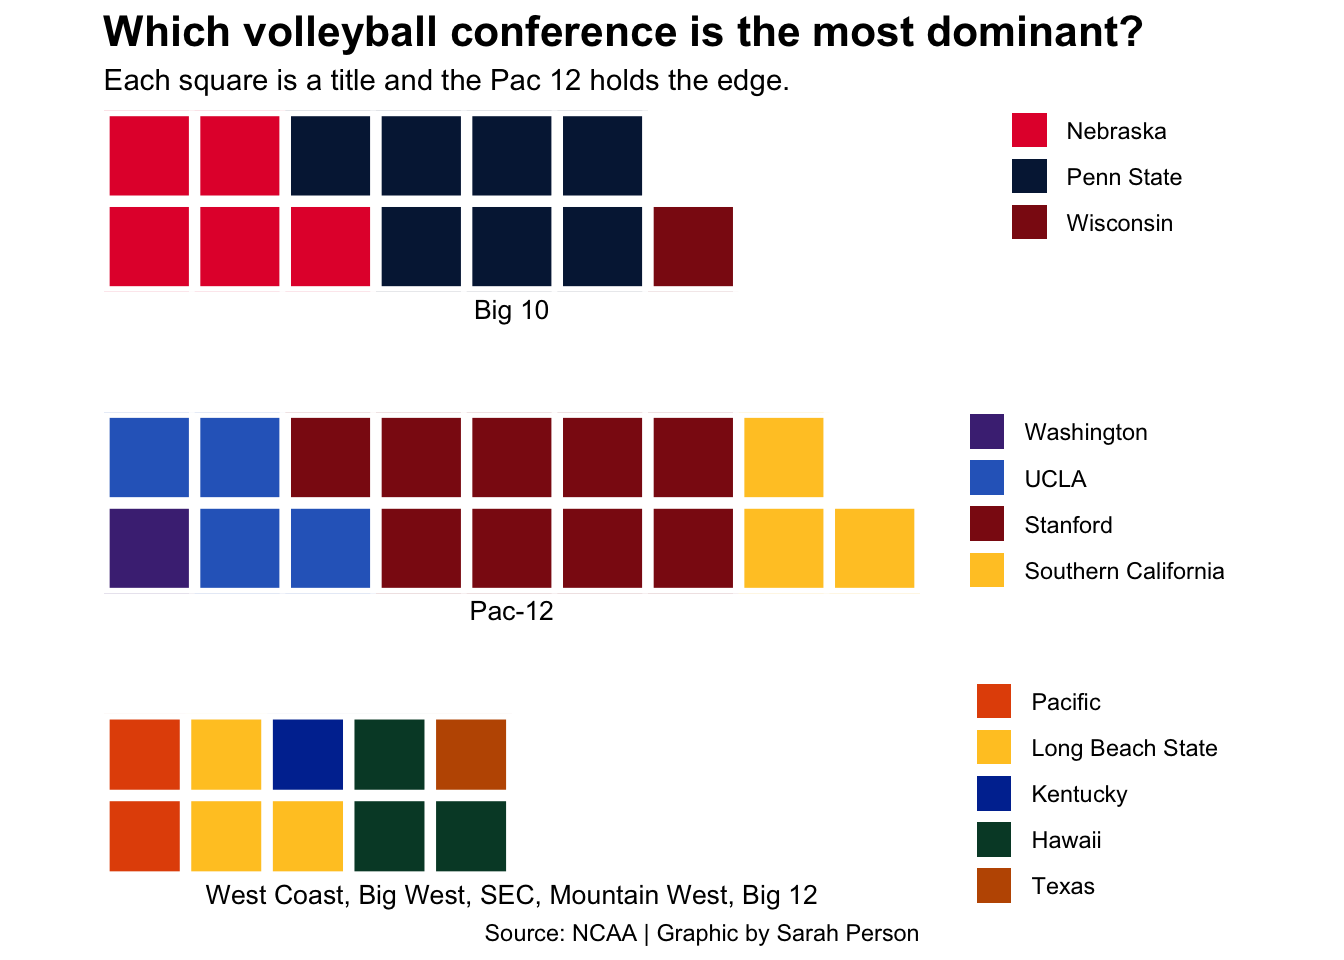 Which volleyball conference is the most dominant?
Each square is a title and the Pac 12 holds the edge.
Nebraska
Penn State
Wisconsin
Big 10
Washington
UCLA
Stanford
Southern California
Pac-12
Pacific
Long Beach State
Kentucky
Hawaii
Texas
West Coast, Big West, SEC, Mountain West, Big 12
Source: NCAA | Graphic by Sarah Person